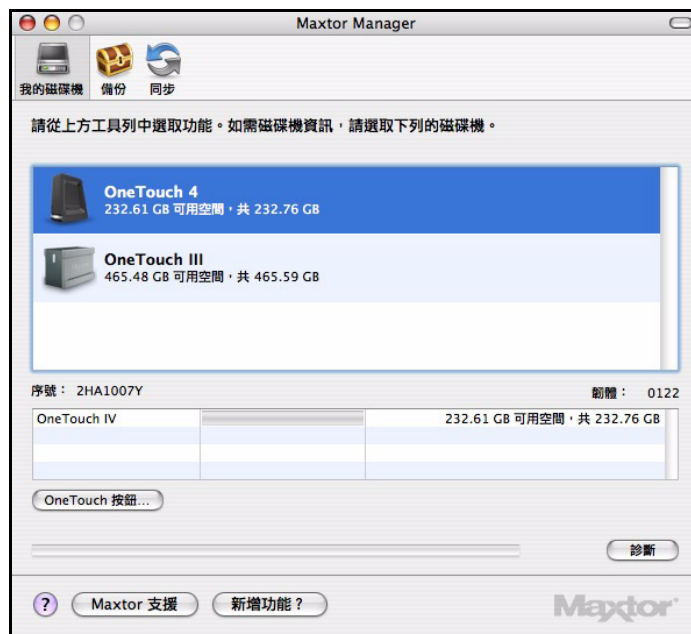 Maxtor Manager
我的磁碟機 備份 同步
請從上方工具列中選取功能。如需磁碟機資訊，請選取下列的磁碟機。
OneTouch 4
232.61 GB 可用空間，共 232.76 GB
OneTouch III
465.48 GB 可用空間，共 465.59 GB
序號： 2HA1007Y 韌體： 0122
OneTouch IV 232.61 GB 可用空間，共 232.76 GB
OneTouch 按鈕...
診斷
? Maxtor 支援 新增功能？ Maxtor